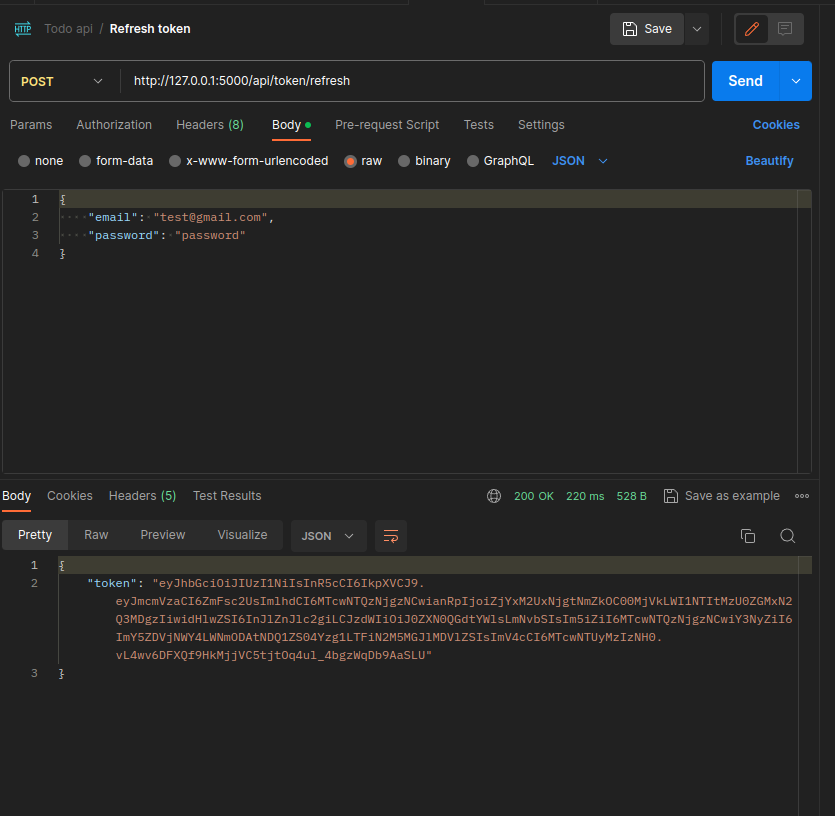 HTTP Todo api / Refresh token Save
POST http://127.0.0.1:5000/api/token/refresh Send
Params Authorization Headers (8) Body Pre-request Script Tests Settings Cookies
none form-data x-www-form-urlencoded raw binary GraphQL JSON Beautify
1 {
2 ····"email":·"test@gmail.com",
3 ····"password":·"password"
4 }
Body Cookies Headers (5) Test Results 200 OK 220 ms 528 B Save as example
Pretty Raw Preview Visualize JSON
1 {
2 "token": "eyJhbGciOiJIUzI1NiIsInR5cCI6IkpXVCJ9.
eyJmcmVzaCI6ZmFsc2UsImlhdCI6MTcwNTQzNjgzNCwianRpIjoiZjYxM2UxNjgtNmZkOC00MjVkLWI1NTItMzU0ZGMxN2
Q3MDgzIiwidHlwZSI6InJlZnJlc2giLCJzdWIiOiJ0ZXN0QGdtYWlsLmNvbSIsIm5iZiI6MTcwNTQzNjgzNCwiY3NyZiI6
ImY5ZDVjNWY4LWNmODAtNDQ1ZS04Yzg1LTFiN2M5MGJlMDVlZSIsImV4cCI6MTcwNTUyMzIzNH0.
vL4wv6DFXQf9HkMjjVC5tjtOq4ul_4bgzWqDb9AaSLU"
3 }